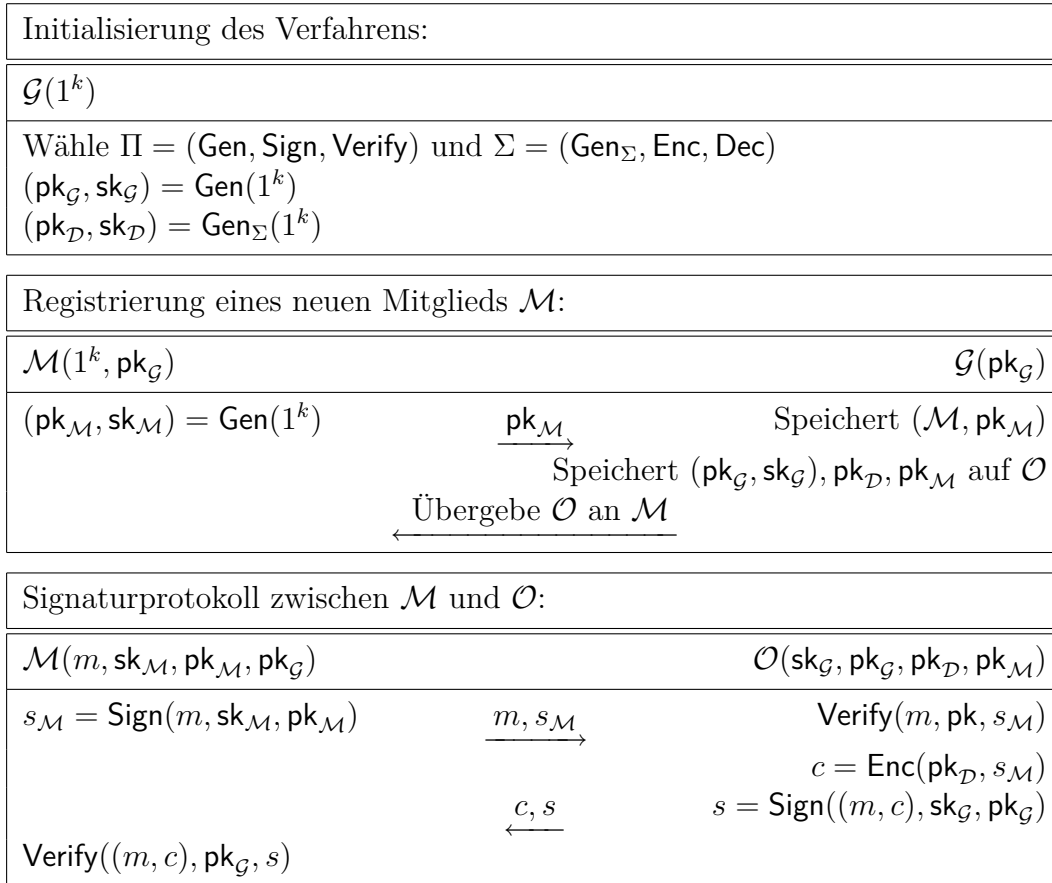 Initialisierung des Verfahrens:
𝒢(1^k)
Wähle Π = (Gen, Sign, Verify) und Σ = (Gen_Σ, Enc, Dec)
(pk_𝒢, sk_𝒢) = Gen(1^k)
(pk_𝒟, sk_𝒟) = Gen_Σ(1^k)
Registrierung eines neuen Mitglieds ℳ:
ℳ(1^k, pk_𝒢) 𝒢(pk_𝒢)
(pk_ℳ, sk_ℳ) = Gen(1^k) pk_ℳ → Speichert (ℳ, pk_ℳ)
Speichert (pk_𝒢, sk_𝒢), pk_𝒟, pk_ℳ auf 𝒪
Übergebe 𝒪 an ℳ ←
Signaturprotokoll zwischen ℳ und 𝒪:
ℳ(m, sk_ℳ, pk_ℳ, pk_𝒢) 𝒪(sk_𝒢, pk_𝒢, pk_𝒟, pk_ℳ)
s_ℳ = Sign(m, sk_ℳ, pk_ℳ) m, s_ℳ → Verify(m, pk, s_ℳ)
c = Enc(pk_𝒟, s_ℳ)
c, s ← s = Sign((m, c), sk_𝒢, pk_𝒢)
Verify((m, c), pk_𝒢, s)